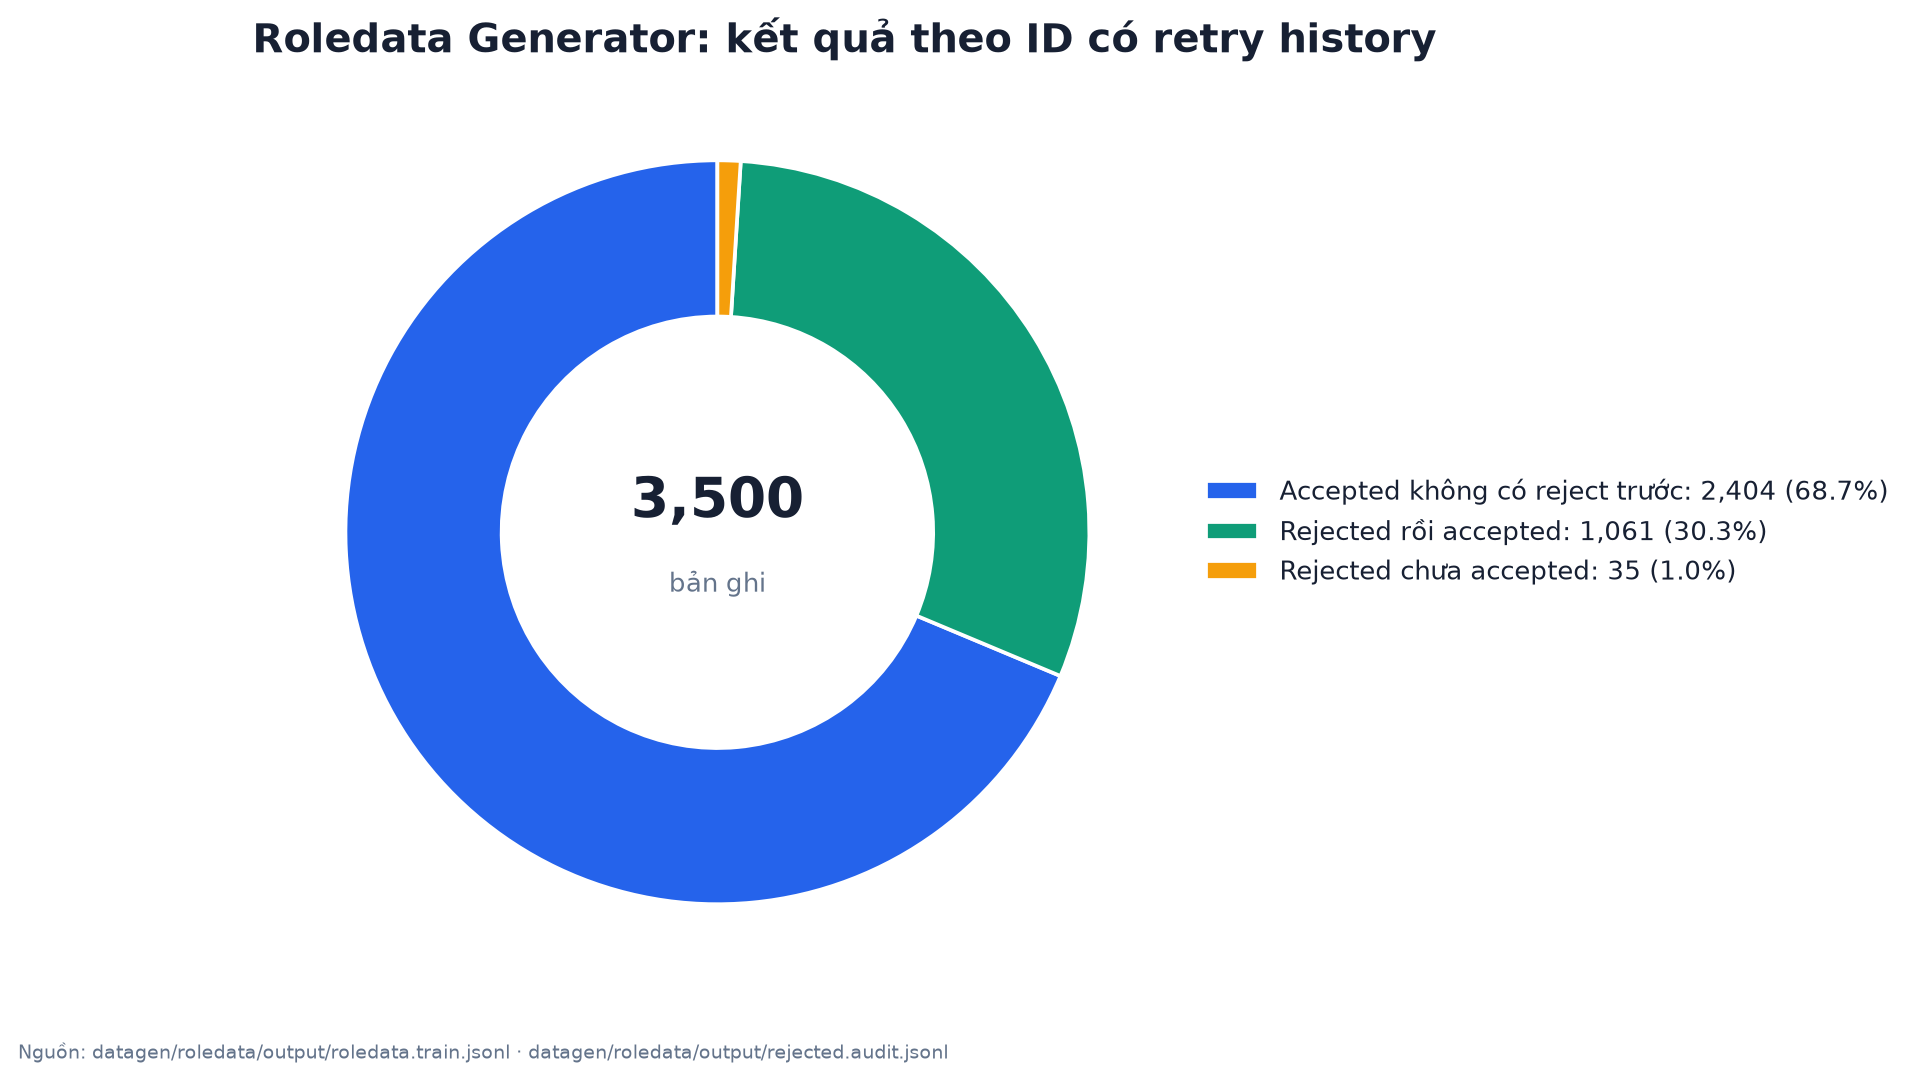 Roledata Generator: kết quả theo ID có retry history
3,500
bản ghi
Accepted không có reject trước: 2,404 (68.7%)
Rejected rồi accepted: 1,061 (30.3%)
Rejected chưa accepted: 35 (1.0%)
Nguồn: datagen/roledata/output/roledata.train.jsonl · datagen/roledata/output/rejected.audit.jsonl